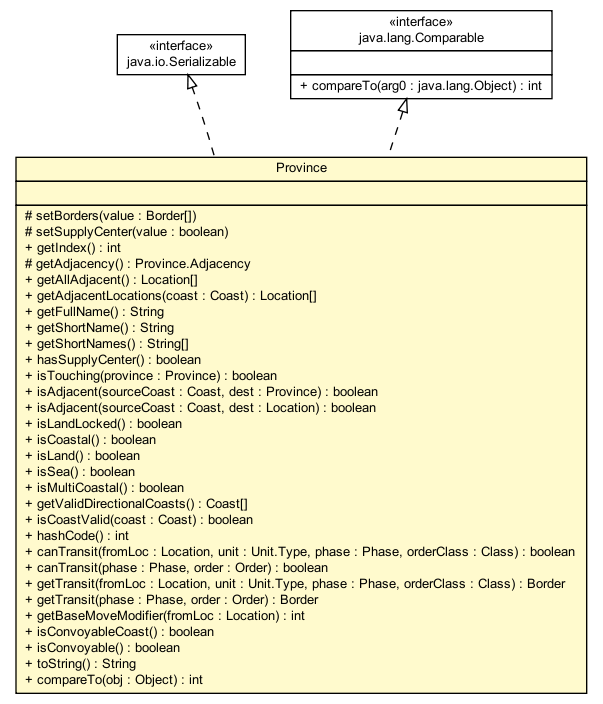 «interface»
java.io.Serializable
«interface»
java.lang.Comparable
+ compareTo(arg0 : java.lang.Object) : int
Province
# setBorders(value : Border[])
# setSupplyCenter(value : boolean)
+ getIndex() : int
# getAdjacency() : Province.Adjacency
+ getAllAdjacent() : Location[]
+ getAdjacentLocations(coast : Coast) : Location[]
+ getFullName() : String
+ getShortName() : String
+ getShortNames() : String[]
+ hasSupplyCenter() : boolean
+ isTouching(province : Province) : boolean
+ isAdjacent(sourceCoast : Coast, dest : Province) : boolean
+ isAdjacent(sourceCoast : Coast, dest : Location) : boolean
+ isLandLocked() : boolean
+ isCoastal() : boolean
+ isLand() : boolean
+ isSea() : boolean
+ isMultiCoastal() : boolean
+ getValidDirectionalCoasts() : Coast[]
+ isCoastValid(coast : Coast) : boolean
+ hashCode() : int
+ canTransit(fromLoc : Location, unit : Unit.Type, phase : Phase, orderClass : Class) : boolean
+ canTransit(phase : Phase, order : Order) : boolean
+ getTransit(fromLoc : Location, unit : Unit.Type, phase : Phase, orderClass : Class) : Border
+ getTransit(phase : Phase, order : Order) : Border
+ getBaseMoveModifier(fromLoc : Location) : int
+ isConvoyableCoast() : boolean
+ isConvoyable() : boolean
+ toString() : String
+ compareTo(obj : Object) : int